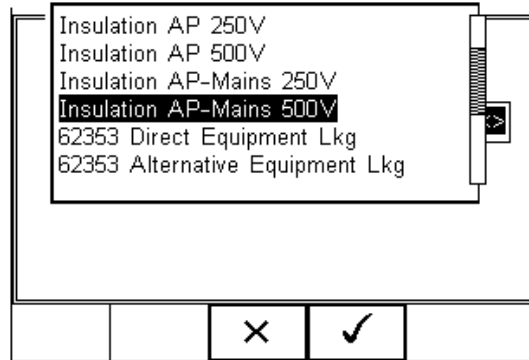 Insulation AP 250V
Insulation AP 500V
Insulation AP-Mains 250V
Insulation AP-Mains 500V
62353 Direct Equipment Lkg
62353 Alternative Equipment Lkg